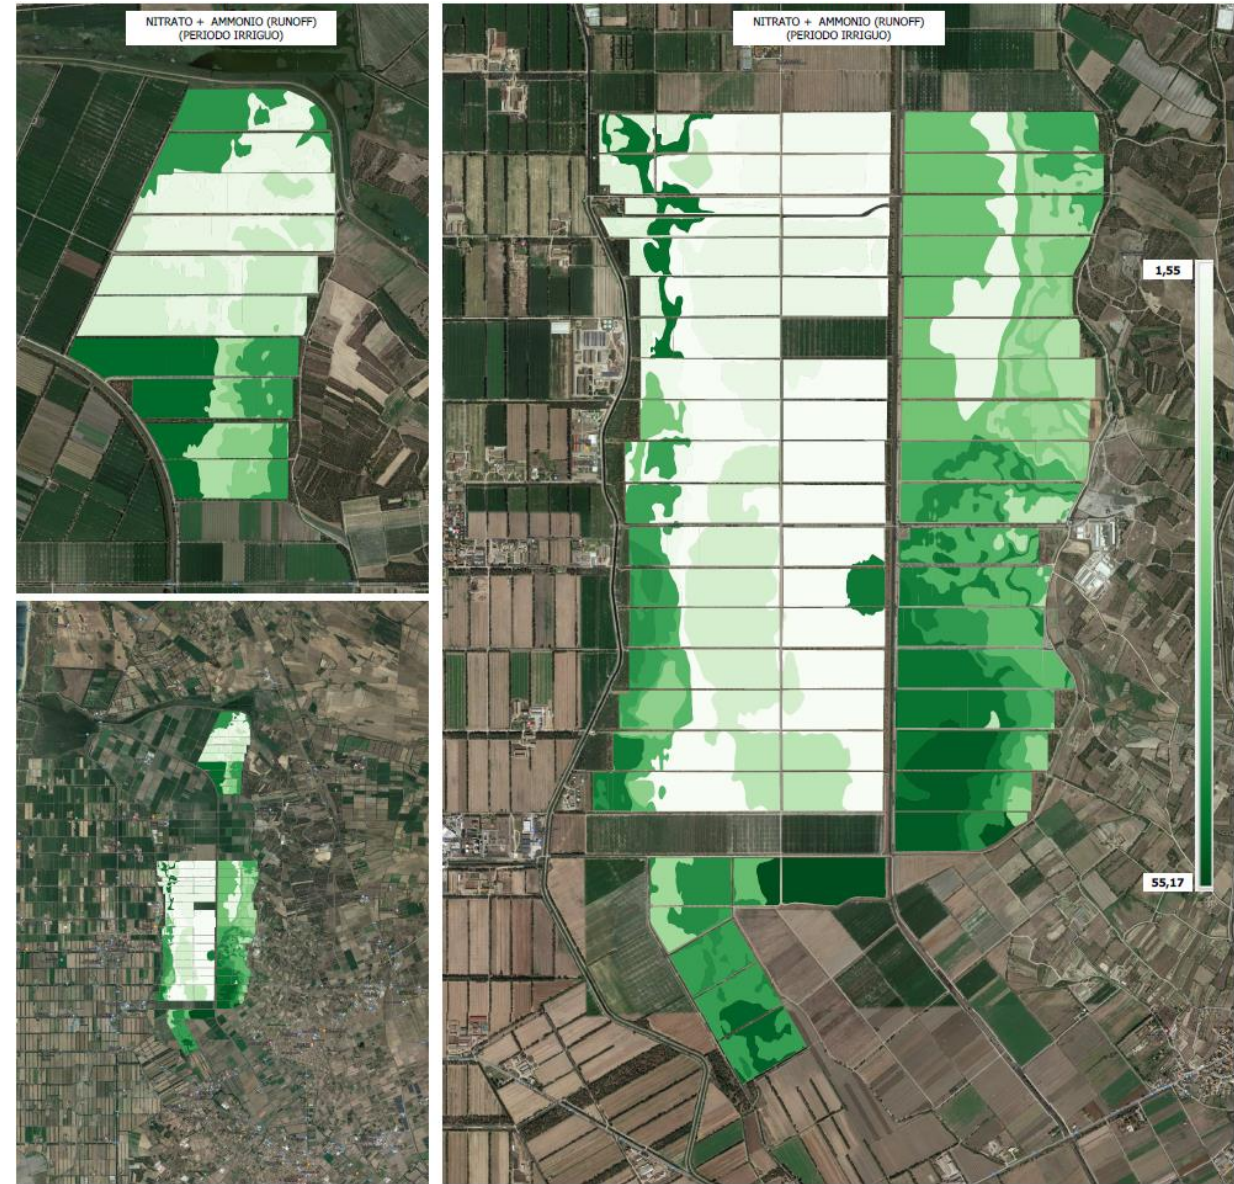 NITRATO + AMMONIO (RUNOFF)
(PERIODO IRRIGUO)
NITRATO + AMMONIO (RUNOFF)
(PERIODO IRRIGUO)
1,55
55,17